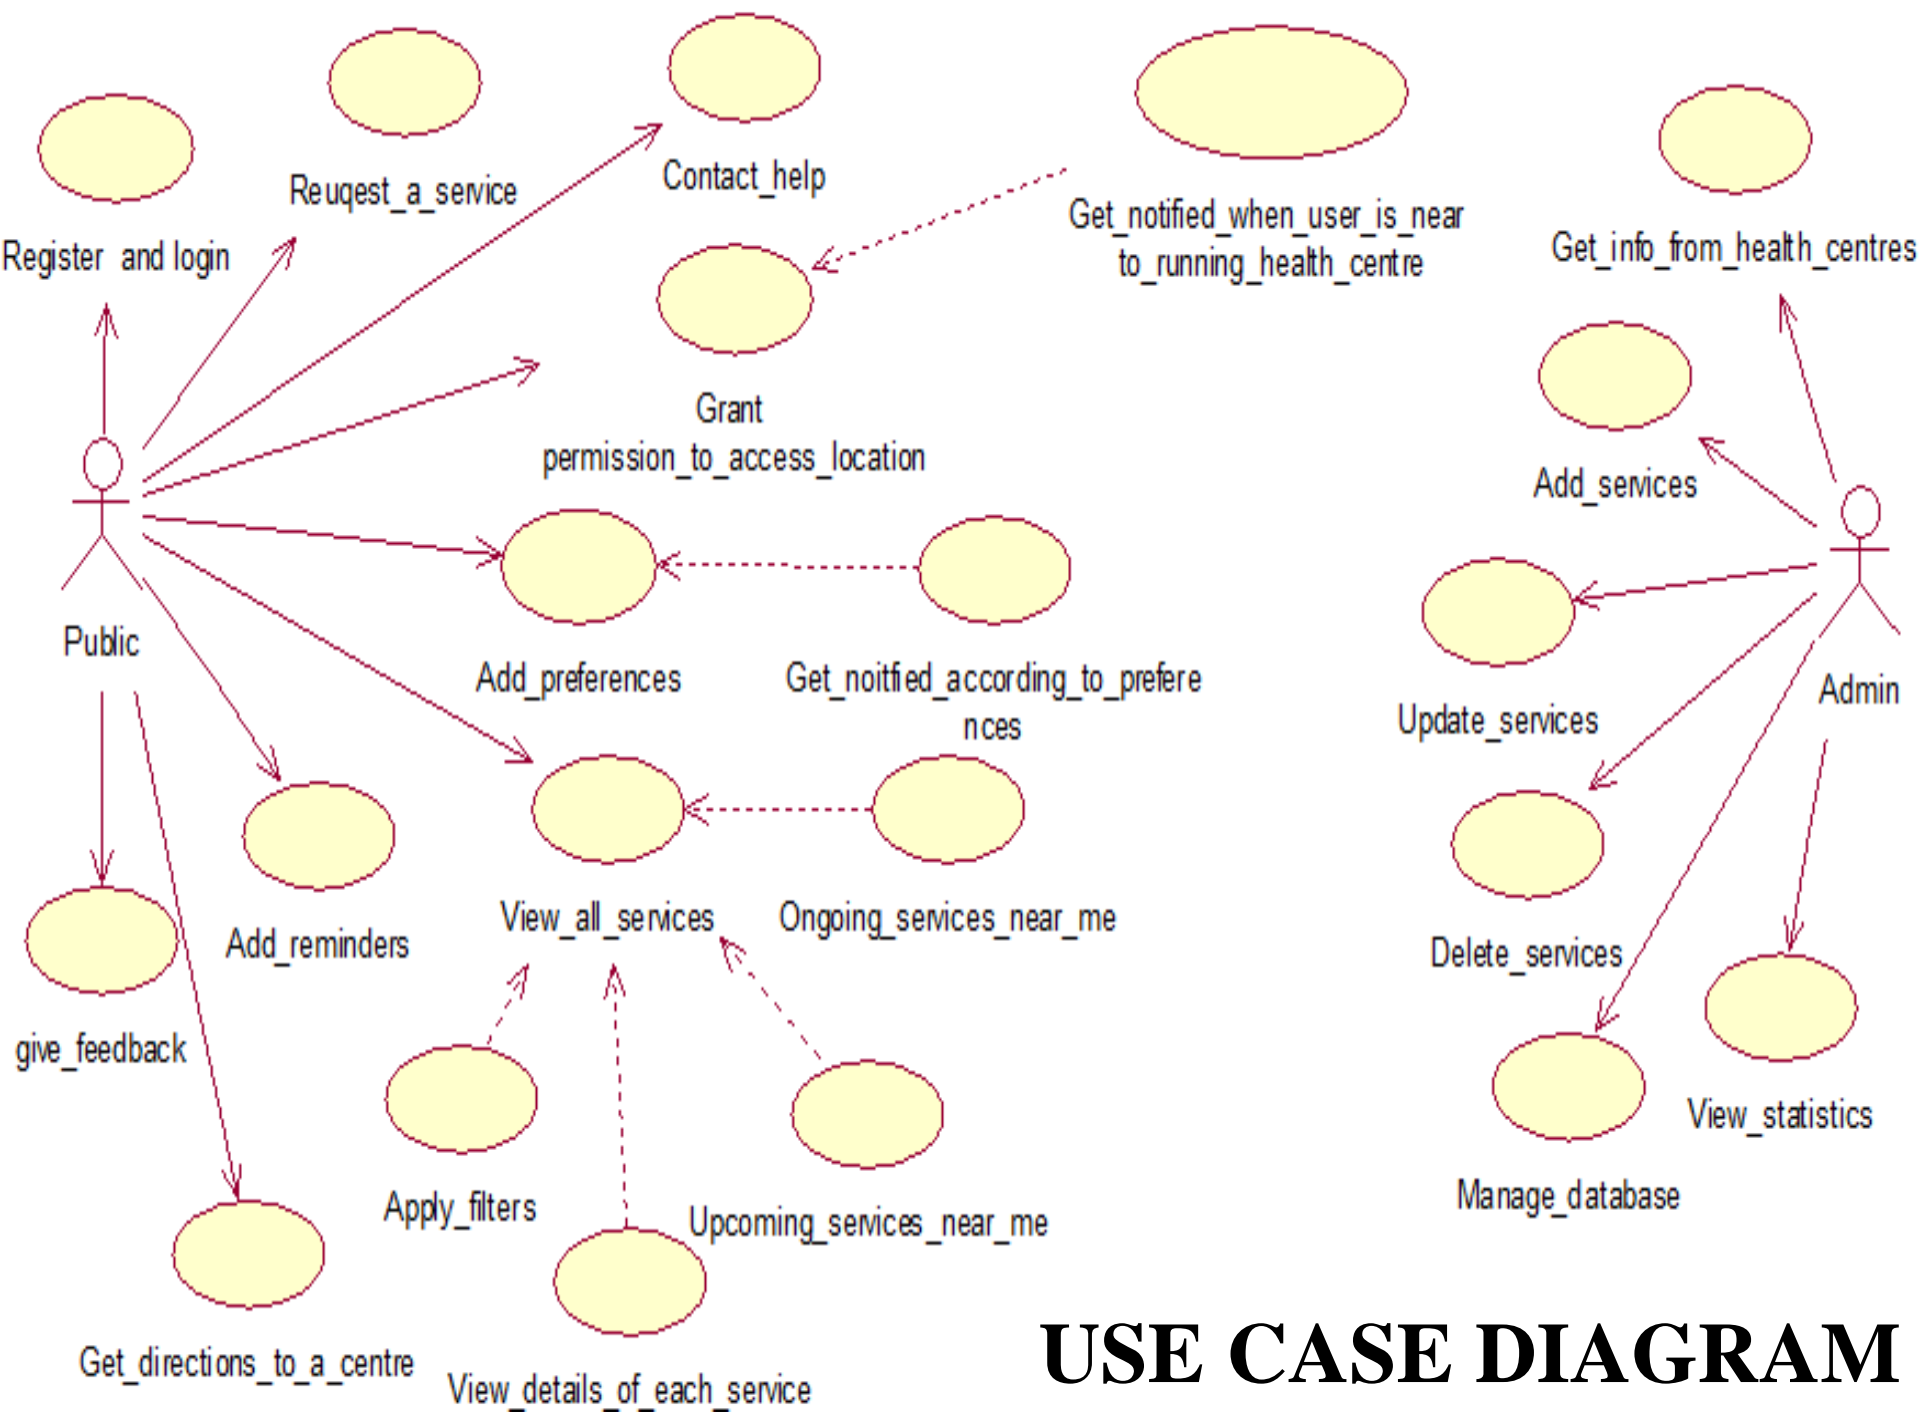 Contact_help
Reuqest_a_service
Get_notified_when_user_is_near
to_running_health_centre
Register and login
Get_info_from_health_centres
Grant
permission_to_access_location
Add_services
Public
Add_preferences
Get_noitfied_according_to_prefere
nces
Admin
Update_services
View_all_services
Ongoing_services_near_me
Add_reminders
Delete_services
give_feedback
View_statistics
Manage_database
Apply_filters
Upcoming_services_near_me
Get_directions_to_a_centre
View_details_of_each_service
USE CASE DIAGRAM